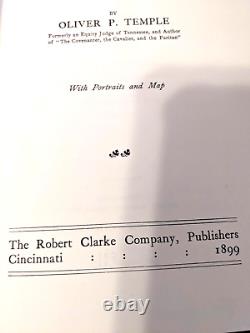 BY
OLIVER P. TEMPLE
Formerly an Equity Judge of Tennessee, and Author
of "The Covenanter, the Cavalier, and the Puritan"
With Portraits and Map
The Robert Clarke Company, Publishers
Cincinnati : : : : 1899